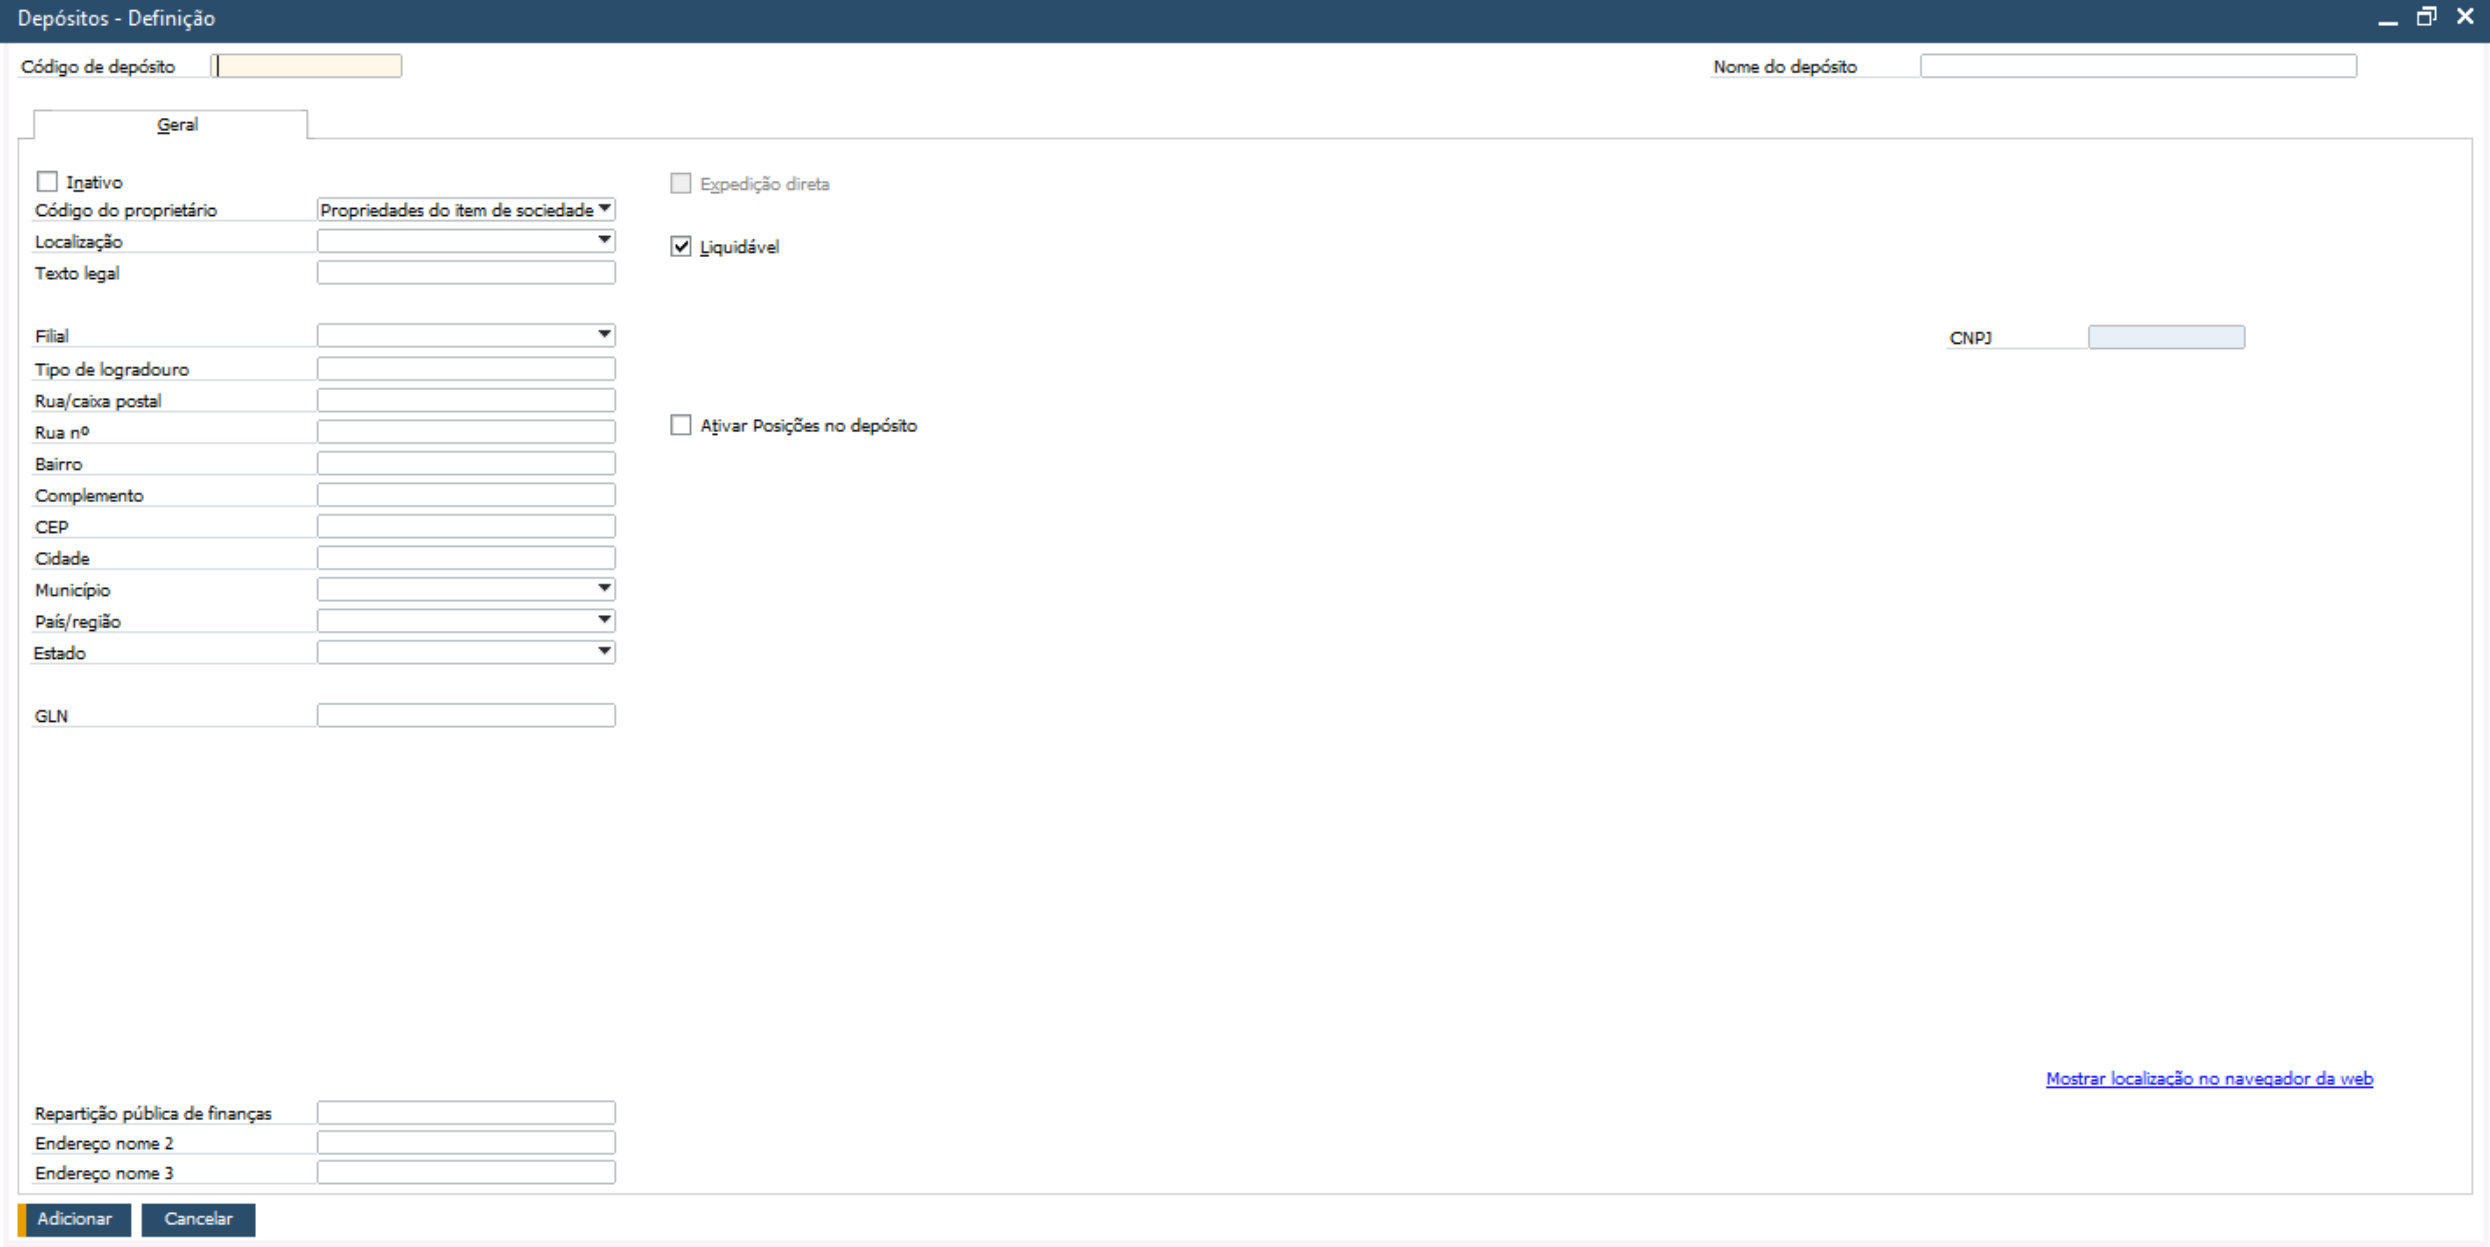 Depósitos - Definição
Código de depósito
Nome do depósito
Geral
Inativo
Expedição direta
Código do proprietário Propriedades do item de sociedade
Localização
Liquidável
Texto legal
Filial
CNPJ
Tipo de logradouro
Rua/caixa postal
Rua nº
Ativar Posições no depósito
Bairro
Complemento
CEP
Cidade
Município
País/região
Estado
GLN
Mostrar localização no navegador da web
Repartição pública de finanças
Endereço nome 2
Endereço nome 3
Adicionar
Cancelar